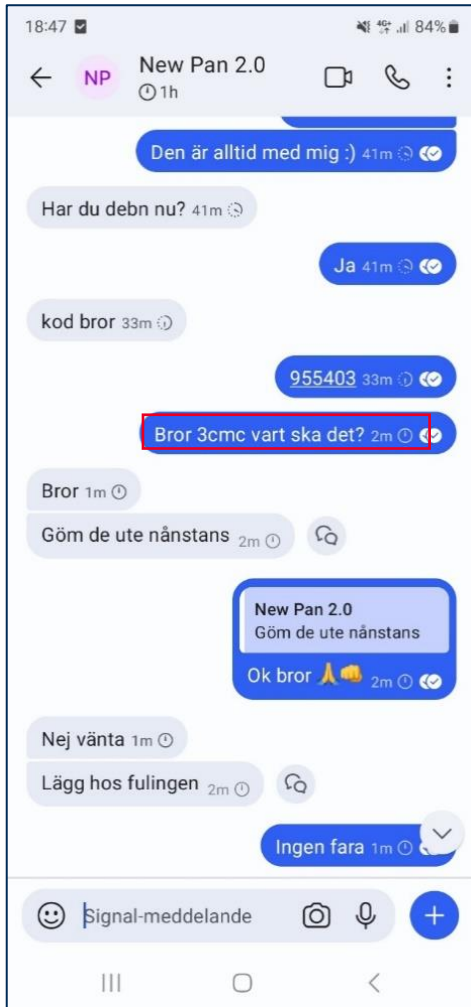 18:47 4G+ 84%
NP New Pan 2.0
1h
Den är alltid med mig :) 41m
Har du debn nu? 41m
Ja 41m
kod bror 33m
955403 33m
Bror 3cmc vart ska det? 2m
Bror 1m
Göm de ute nånstans 2m
New Pan 2.0
Göm de ute nånstans
Ok bror 🙏👊 2m
Nej vänta 1m
Lägg hos fulingen 2m
Ingen fara 1m
Signal-meddelande